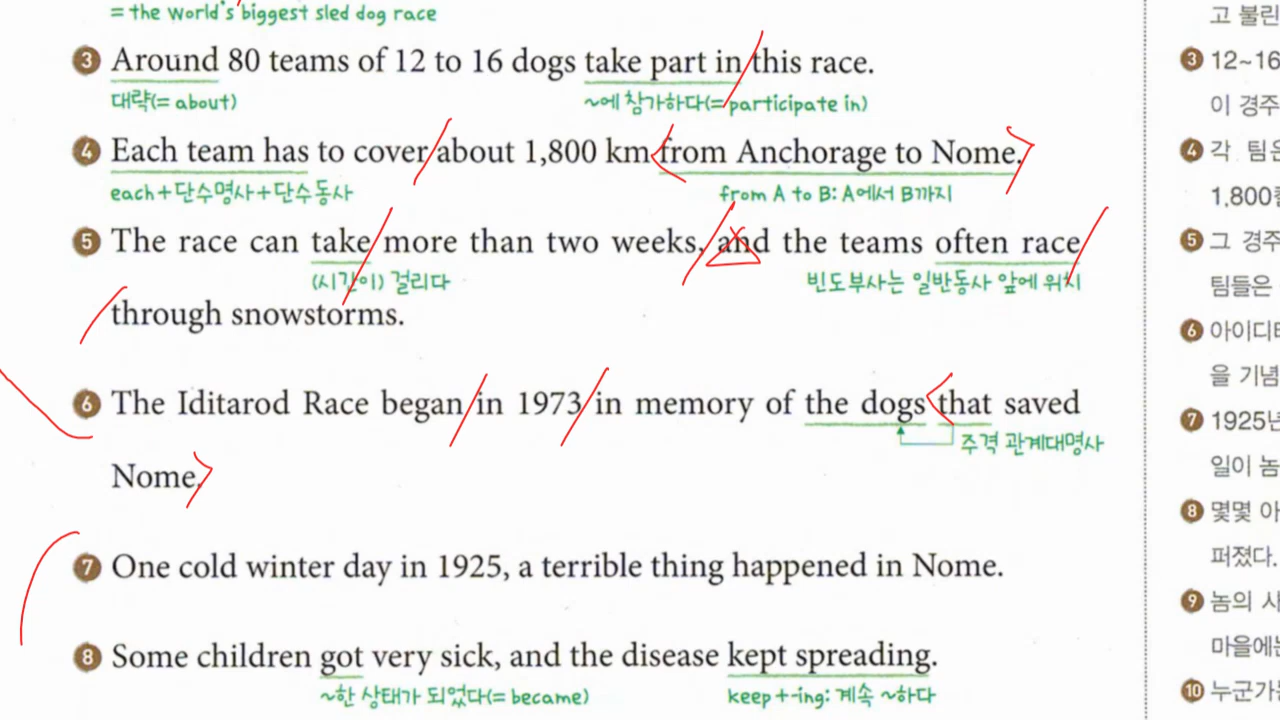 = the world's biggest sled dog race
3 Around 80 teams of 12 to 16 dogs take part in this race.
대략(= about) ~에 참가하다(= participate in)
4 Each team has to cover about 1,800 km from Anchorage to Nome.
each+단수명사+단수동사 from A to B: A에서 B까지
5 The race can take more than two weeks, and the teams often race
(시간이) 걸리다 빈도부사는 일반동사 앞에 위치
through snowstorms.
6 The Iditarod Race began in 1973 in memory of the dogs that saved
주격 관계대명사
Nome.
7 One cold winter day in 1925, a terrible thing happened in Nome.
8 Some children got very sick, and the disease kept spreading.
~한 상태가 되었다(= became) keep+-ing: 계속 ~하다
고 불린
3 12~16
이 경주
4 각 팀은
1,800킬
5 그 경주
팀들은
6 아이디타
을 기념
7 1925년
일이 놈
8 몇몇 아
퍼졌다.
9 놈의 사
마을에는
10 누군가